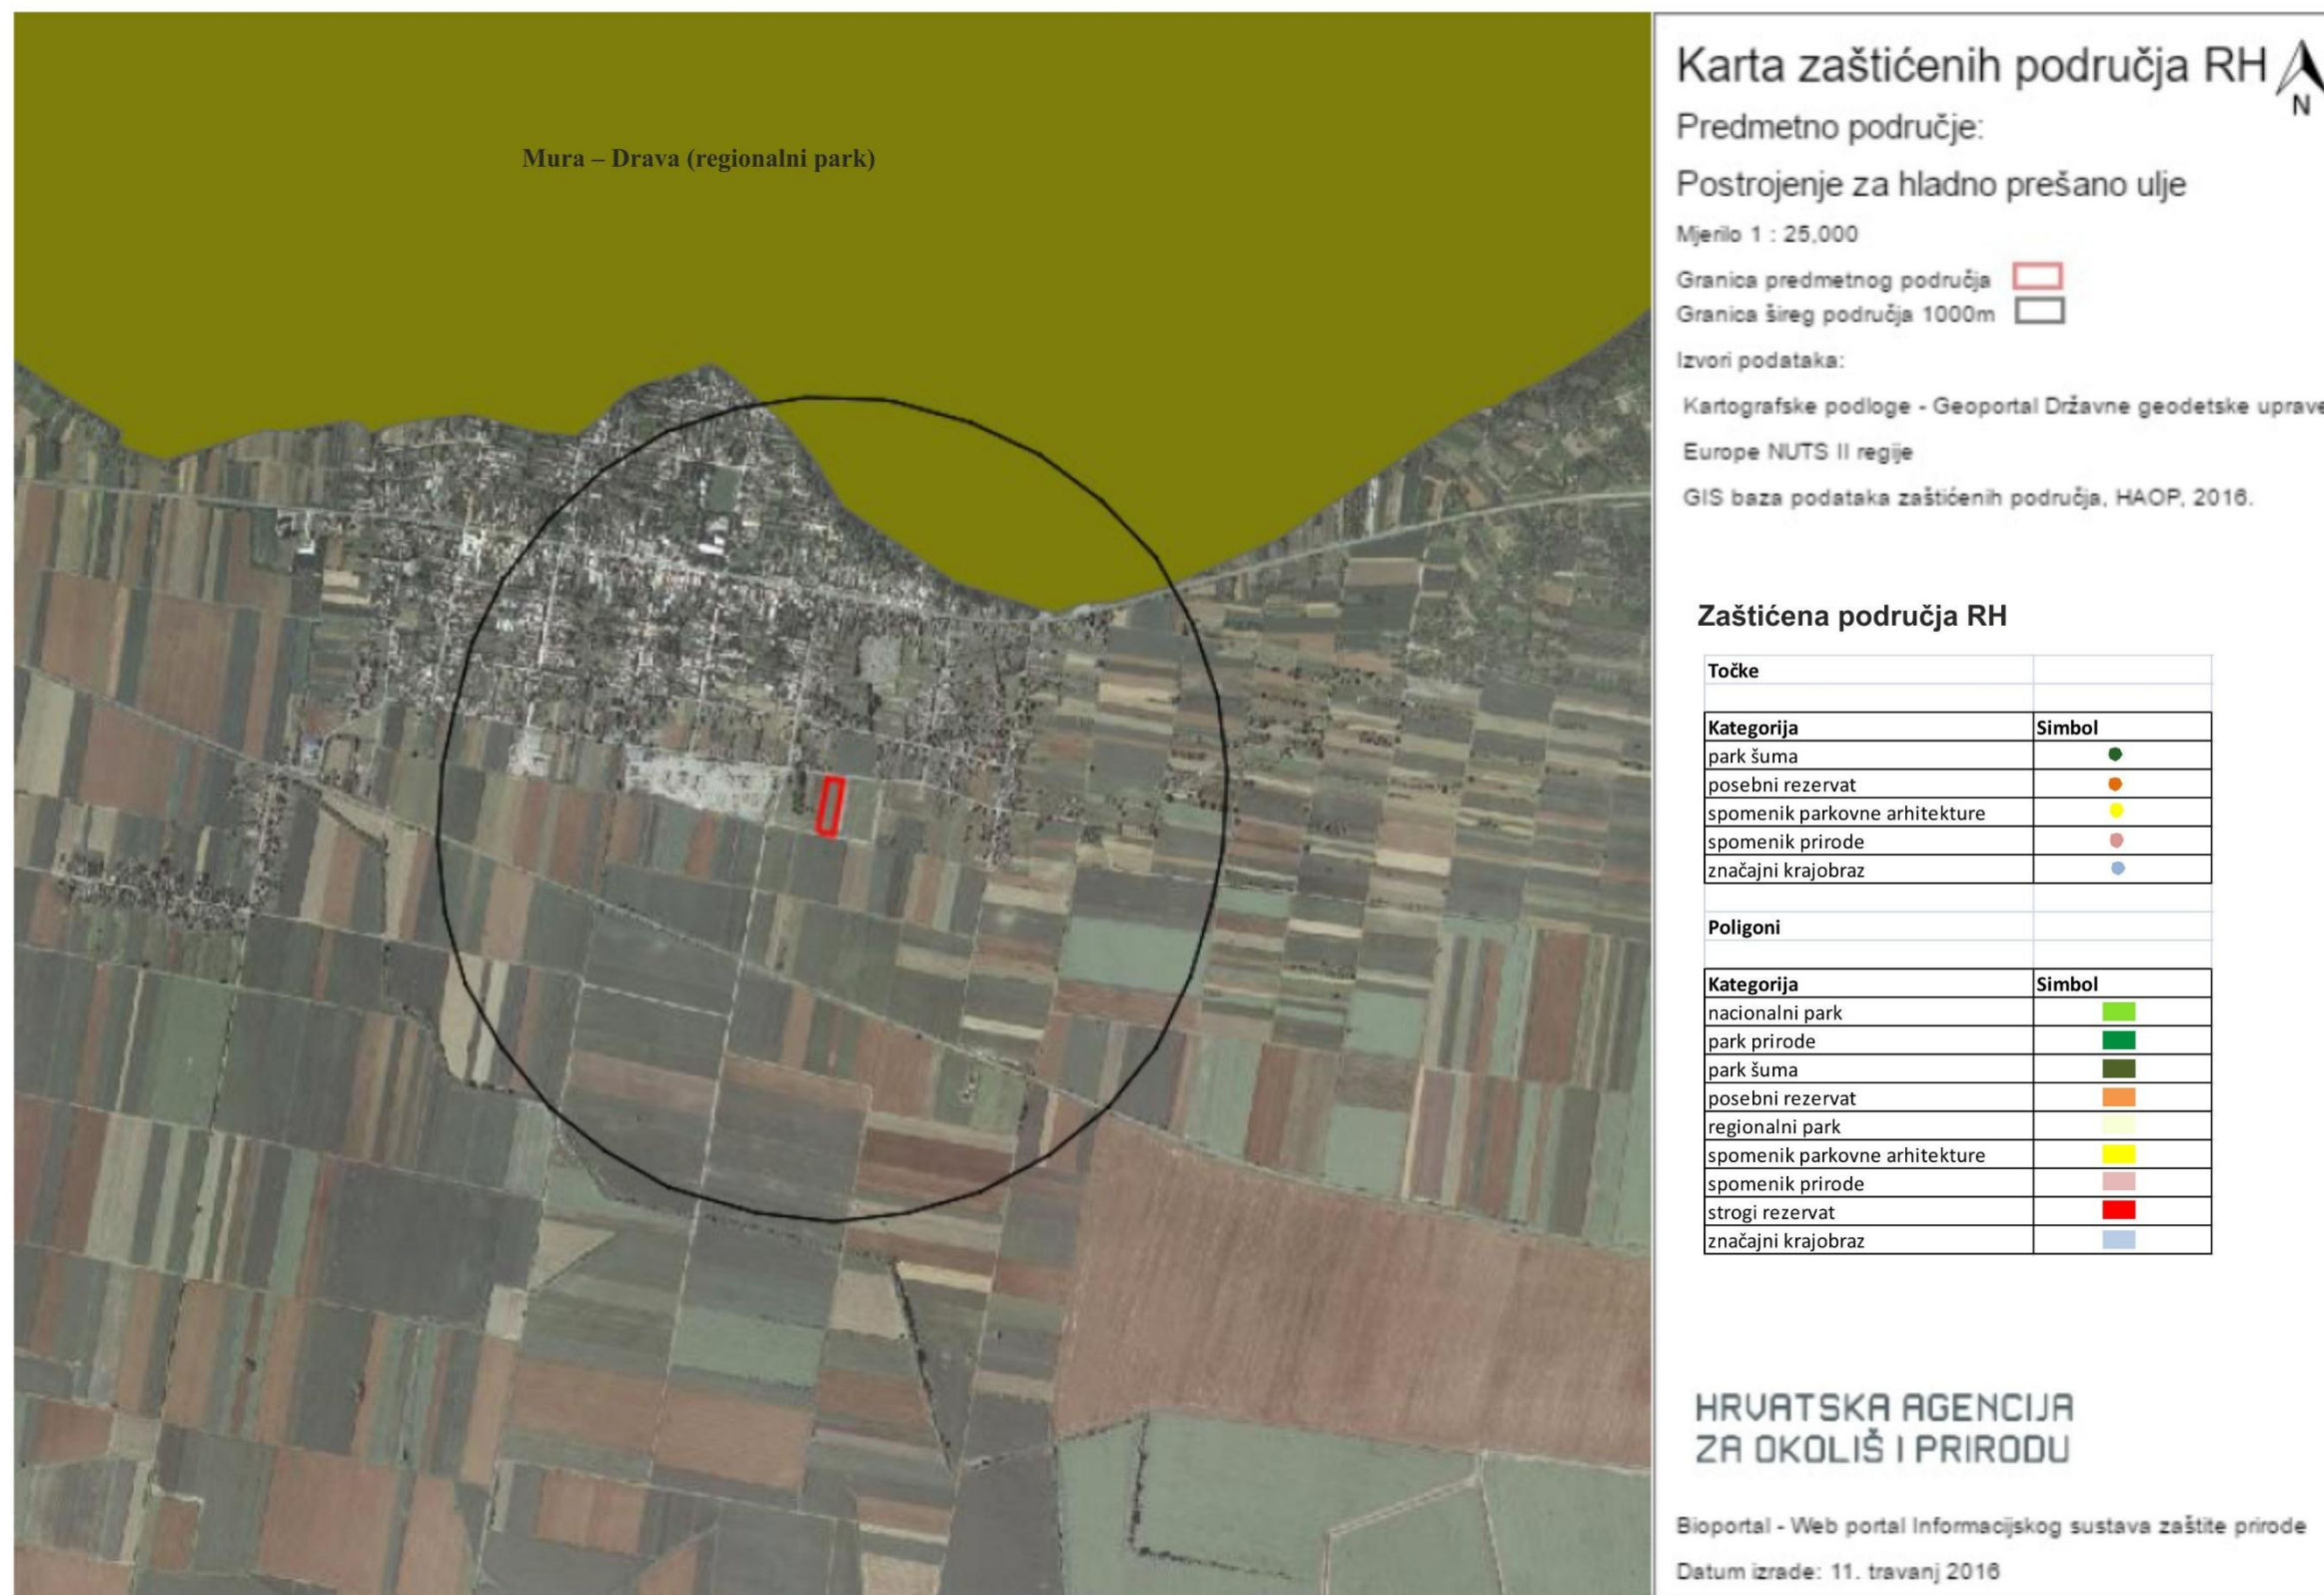 Mura – Drava (regionalni park)
Karta zaštićenih područja RH
N
Predmetno područje:
Postrojenje za hladno prešano ulje
Mjerilo 1 : 25,000
Granica predmetnog područja
Granica šireg područja 1000m
Izvori podataka:
Kartografske podloge - Geoportal Državne geodetske uprave
Europe NUTS II regije
GIS baza podataka zaštićenih područja, HAOP, 2016.
Zaštićena područja RH
Točke
Kategorija Simbol
park šuma
posebni rezervat
spomenik parkovne arhitekture
spomenik prirode
značajni krajobraz
Poligoni
Kategorija Simbol
nacionalni park
park prirode
park šuma
posebni rezervat
regionalni park
spomenik parkovne arhitekture
spomenik prirode
strogi rezervat
značajni krajobraz
HRVATSKA AGENCIJA
ZA OKOLIŠ I PRIRODU
Bioportal - Web portal Informacijskog sustava zaštite prirode
Datum izrade: 11. travanj 2016